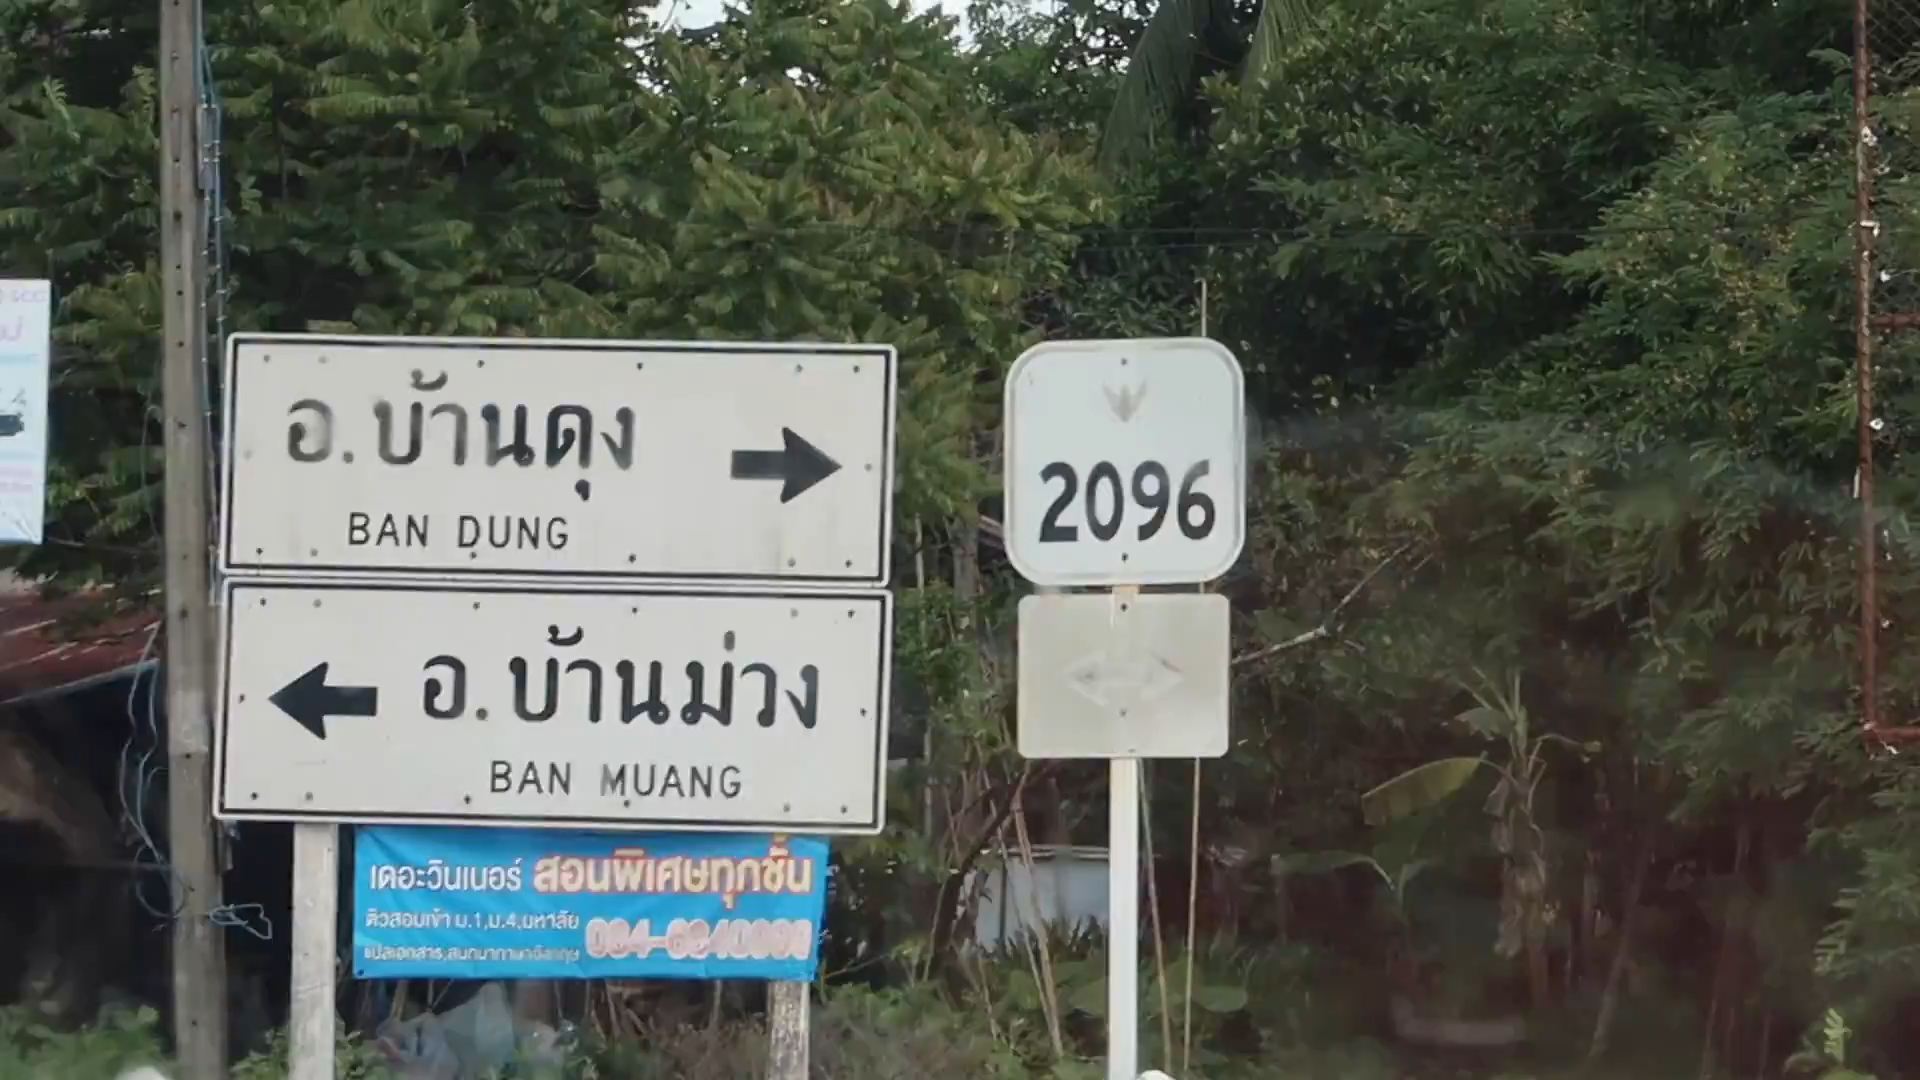 อ.บ้านดุง
BAN DUNG
อ.บ้านม่วง
BAN MUANG
2096
เดอะวินเนอร์ สอนพิเศษทุกชั้น
ติวสอบเข้า ม.1,ม.4,มหาลัย
แปลเอกสาร,สนทนาภาษาอังกฤษ